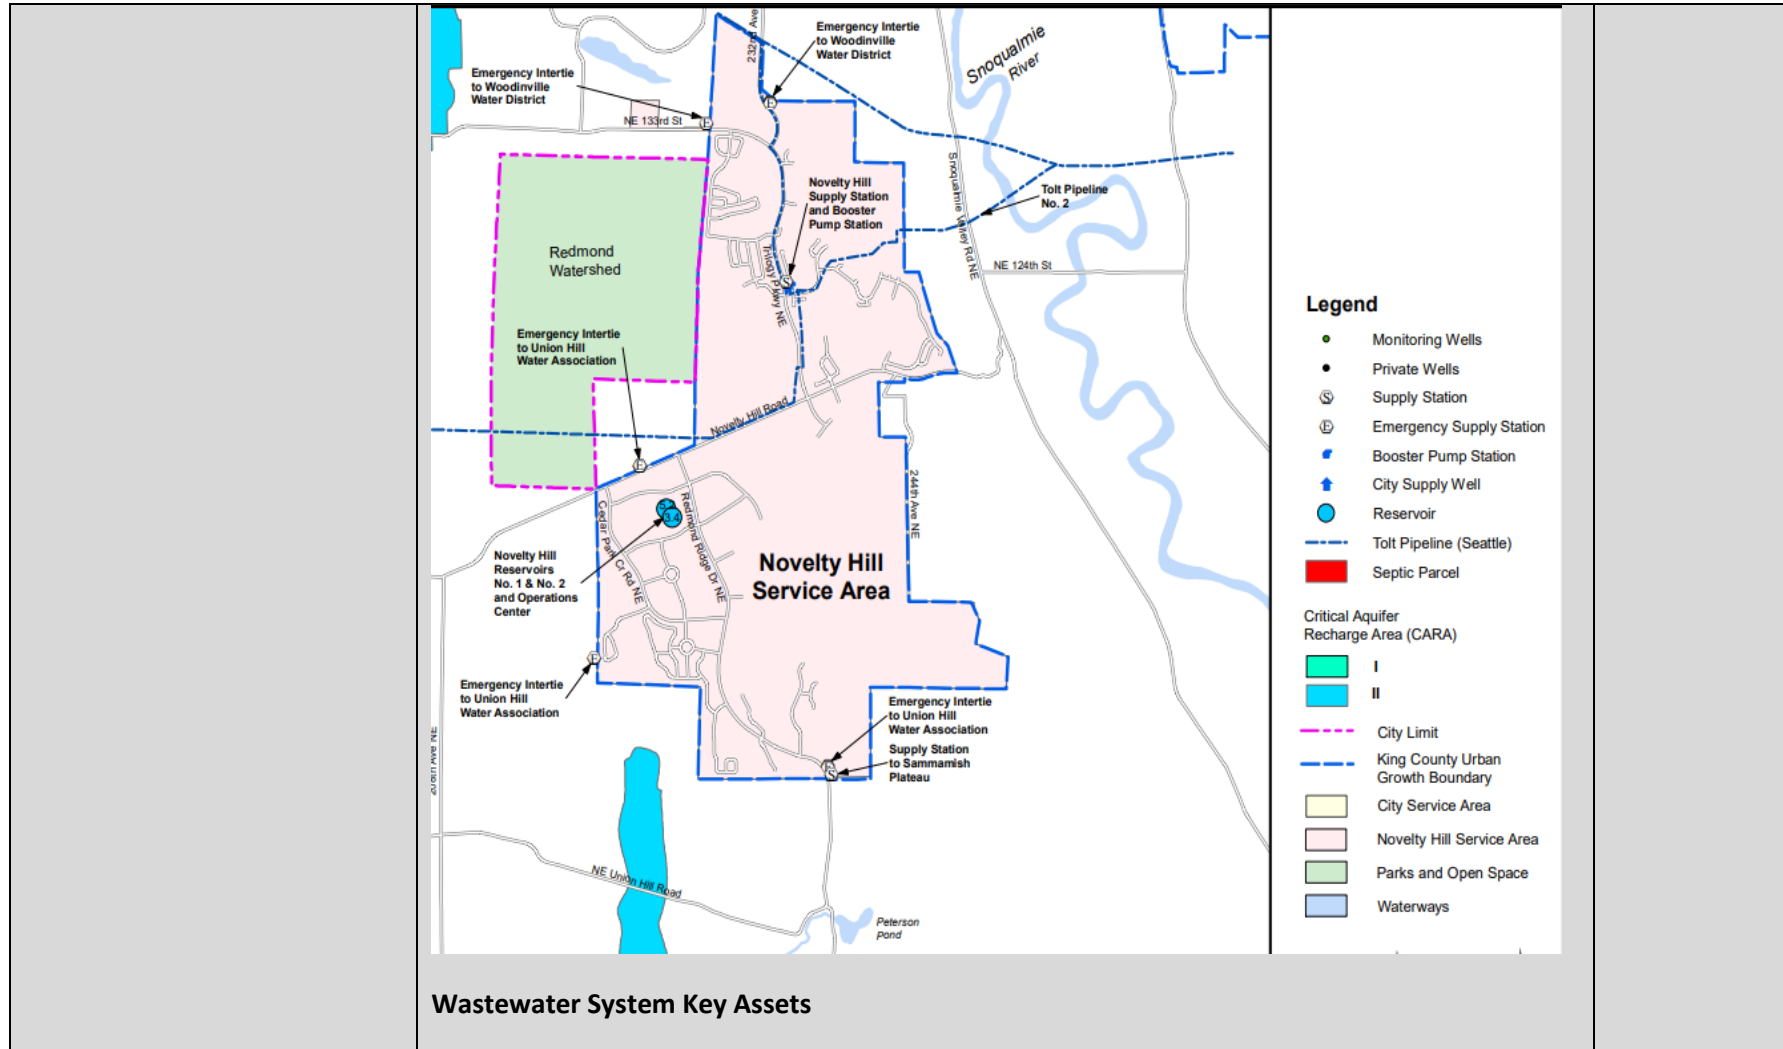 232nd Ave
Emergency Intertie
to Woodinville
Water District
Snoqualmie
River
Emergency Intertie
to Woodinville
Water District
NE 133rd St
Novelty Hill
Supply Station
and Booster
Pump Station
Snoqualmie Valley Rd NE
Tolt Pipeline
No. 2
Redmond
Watershed
Trilogy Pkwy NE
NE 124th St
Emergency Intertie
to Union Hill
Water Association
Novelty Hill Road
244th Ave NE
Cedar Park Cr Rd NE
3.4
Redmond Ridge Dr NE
Novelty Hill
Reservoirs
No. 1 & No. 2
and Operations
Center
Novelty Hill
Service Area
Emergency Intertie
to Union Hill
Water Association
Emergency Intertie
to Union Hill
Water Association
Supply Station
to Sammamish
Plateau
NE Union Hill Road
Peterson
Pond
E
E
S
E
E
S
Legend
Monitoring Wells
Private Wells
S Supply Station
E Emergency Supply Station
Booster Pump Station
City Supply Well
Reservoir
Tolt Pipeline (Seattle)
Septic Parcel
Critical Aquifer
Recharge Area (CARA)
I
II
City Limit
King County Urban
Growth Boundary
City Service Area
Novelty Hill Service Area
Parks and Open Space
Waterways
Wastewater System Key Assets